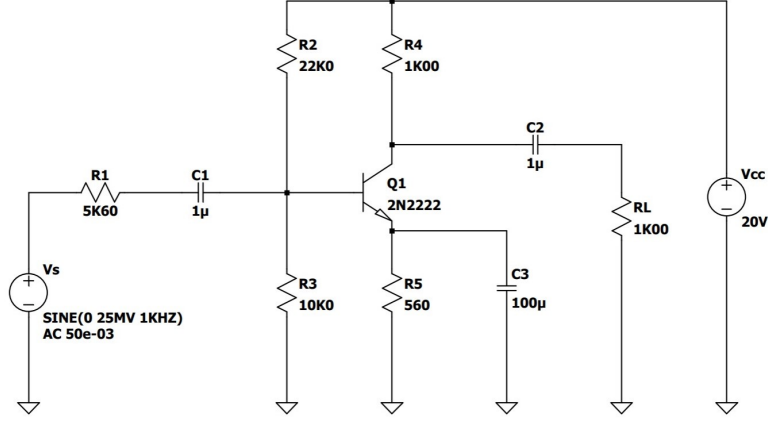 R2
22K0
R4
1K00
C2
1µ
R1
5K60
C1
1µ
Q1
2N2222
Vcc
20V
RL
1K00
Vs
SINE(0 25MV 1KHZ)
AC 50e-03
R3
10K0
R5
560
C3
100µ